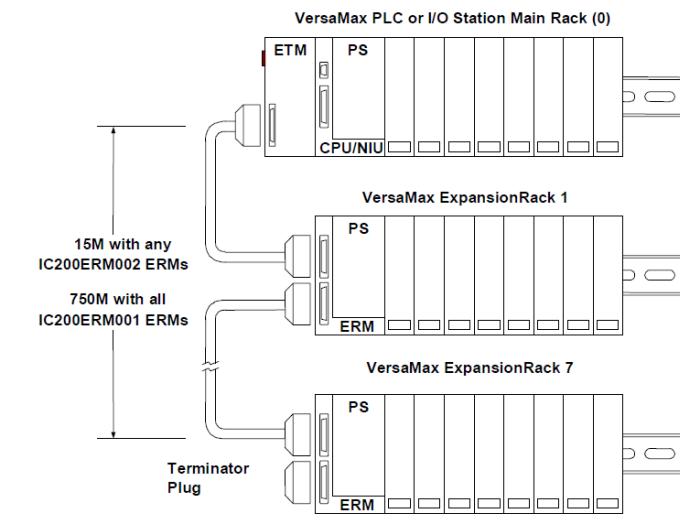 VersaMax PLC or I/O Station Main Rack (0)
ETM
PS
CPU/NIU
VersaMax ExpansionRack 1
PS
15M with any
IC200ERM002 ERMs
750M with all
IC200ERM001 ERMs
ERM
VersaMax ExpansionRack 7
PS
Terminator
Plug
ERM